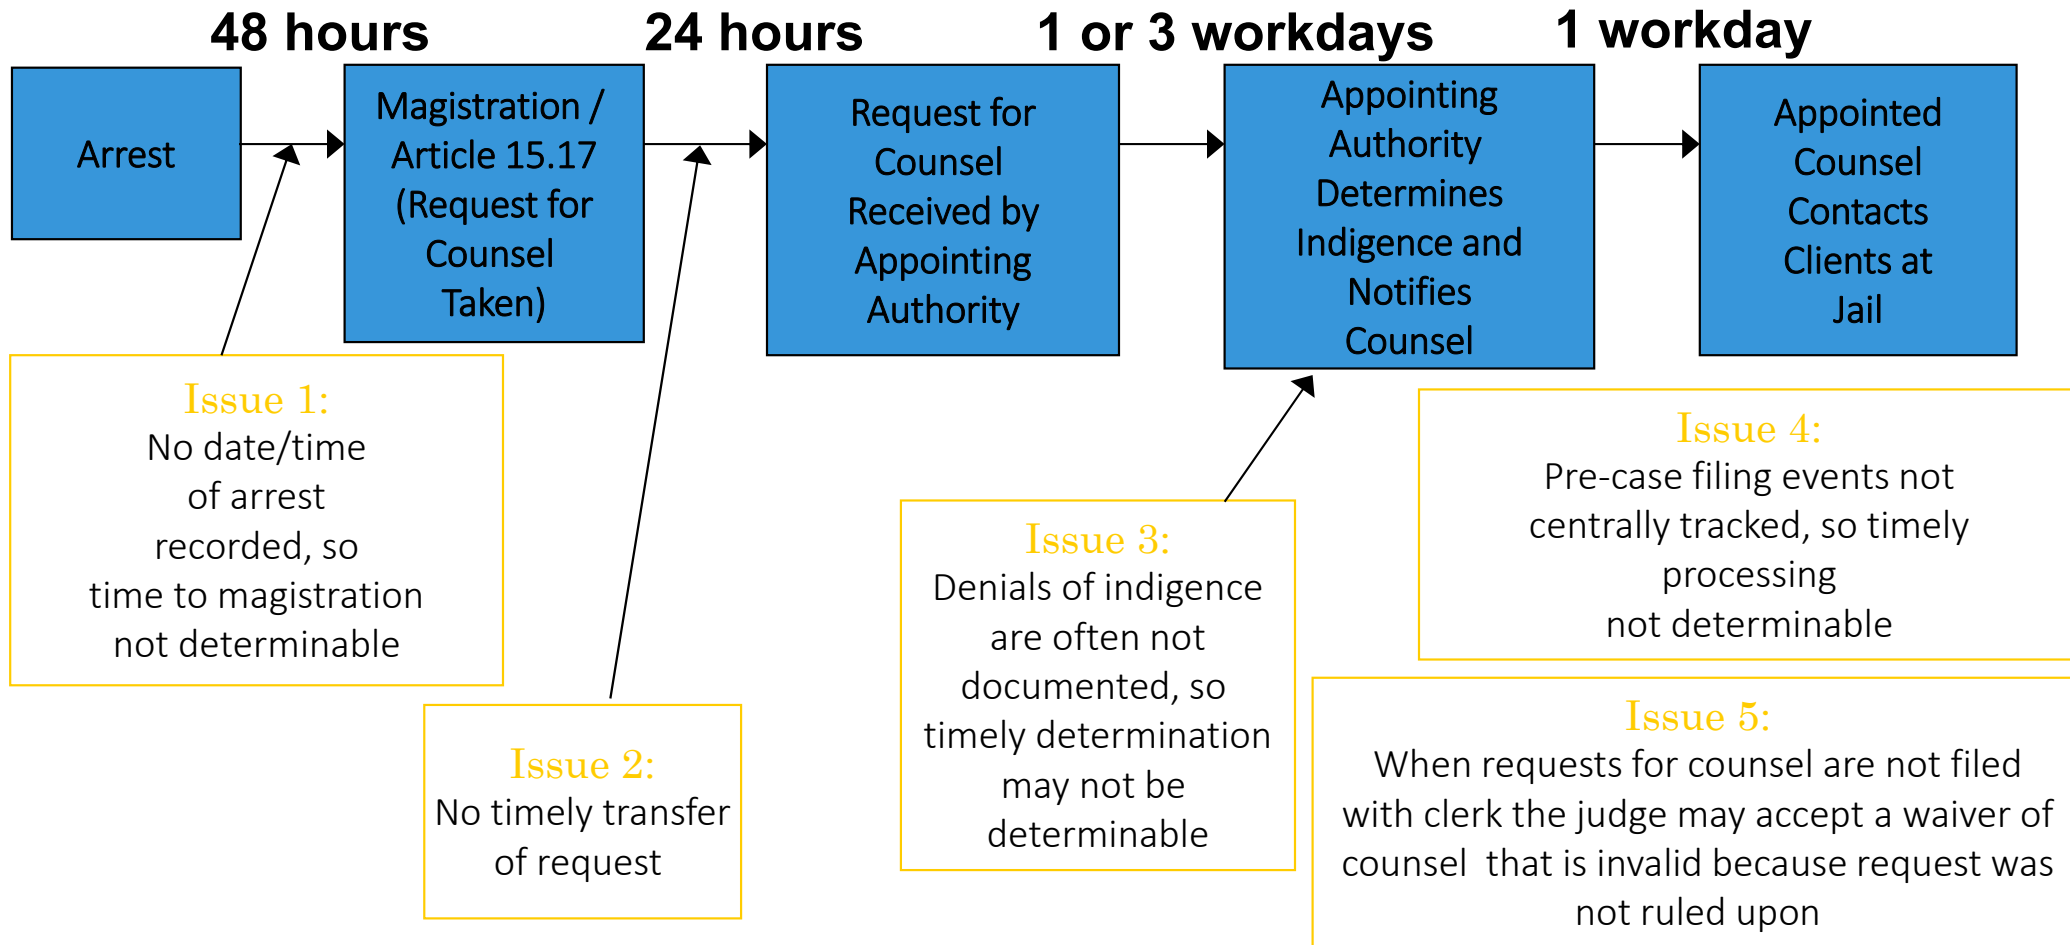 48 hours
24 hours
1 or 3 workdays
1 workday
Arrest
Magistration /
Article 15.17
(Request for
Counsel
Taken)
Request for
Counsel
Received by
Appointing
Authority
Appointing
Authority
Determines
Indigence and
Notifies
Counsel
Appointed
Counsel
Contacts
Clients at
Jail
Issue 1:
No date/time
of arrest
recorded, so
time to magistration
not determinable
Issue 2:
No timely transfer
of request
Issue 3:
Denials of indigence
are often not
documented, so
timely determination
may not be
determinable
Issue 4:
Pre-case filing events not
centrally tracked, so timely
processing
not determinable
Issue 5:
When requests for counsel are not filed
with clerk the judge may accept a waiver of
counsel  that is invalid because request was
not ruled upon